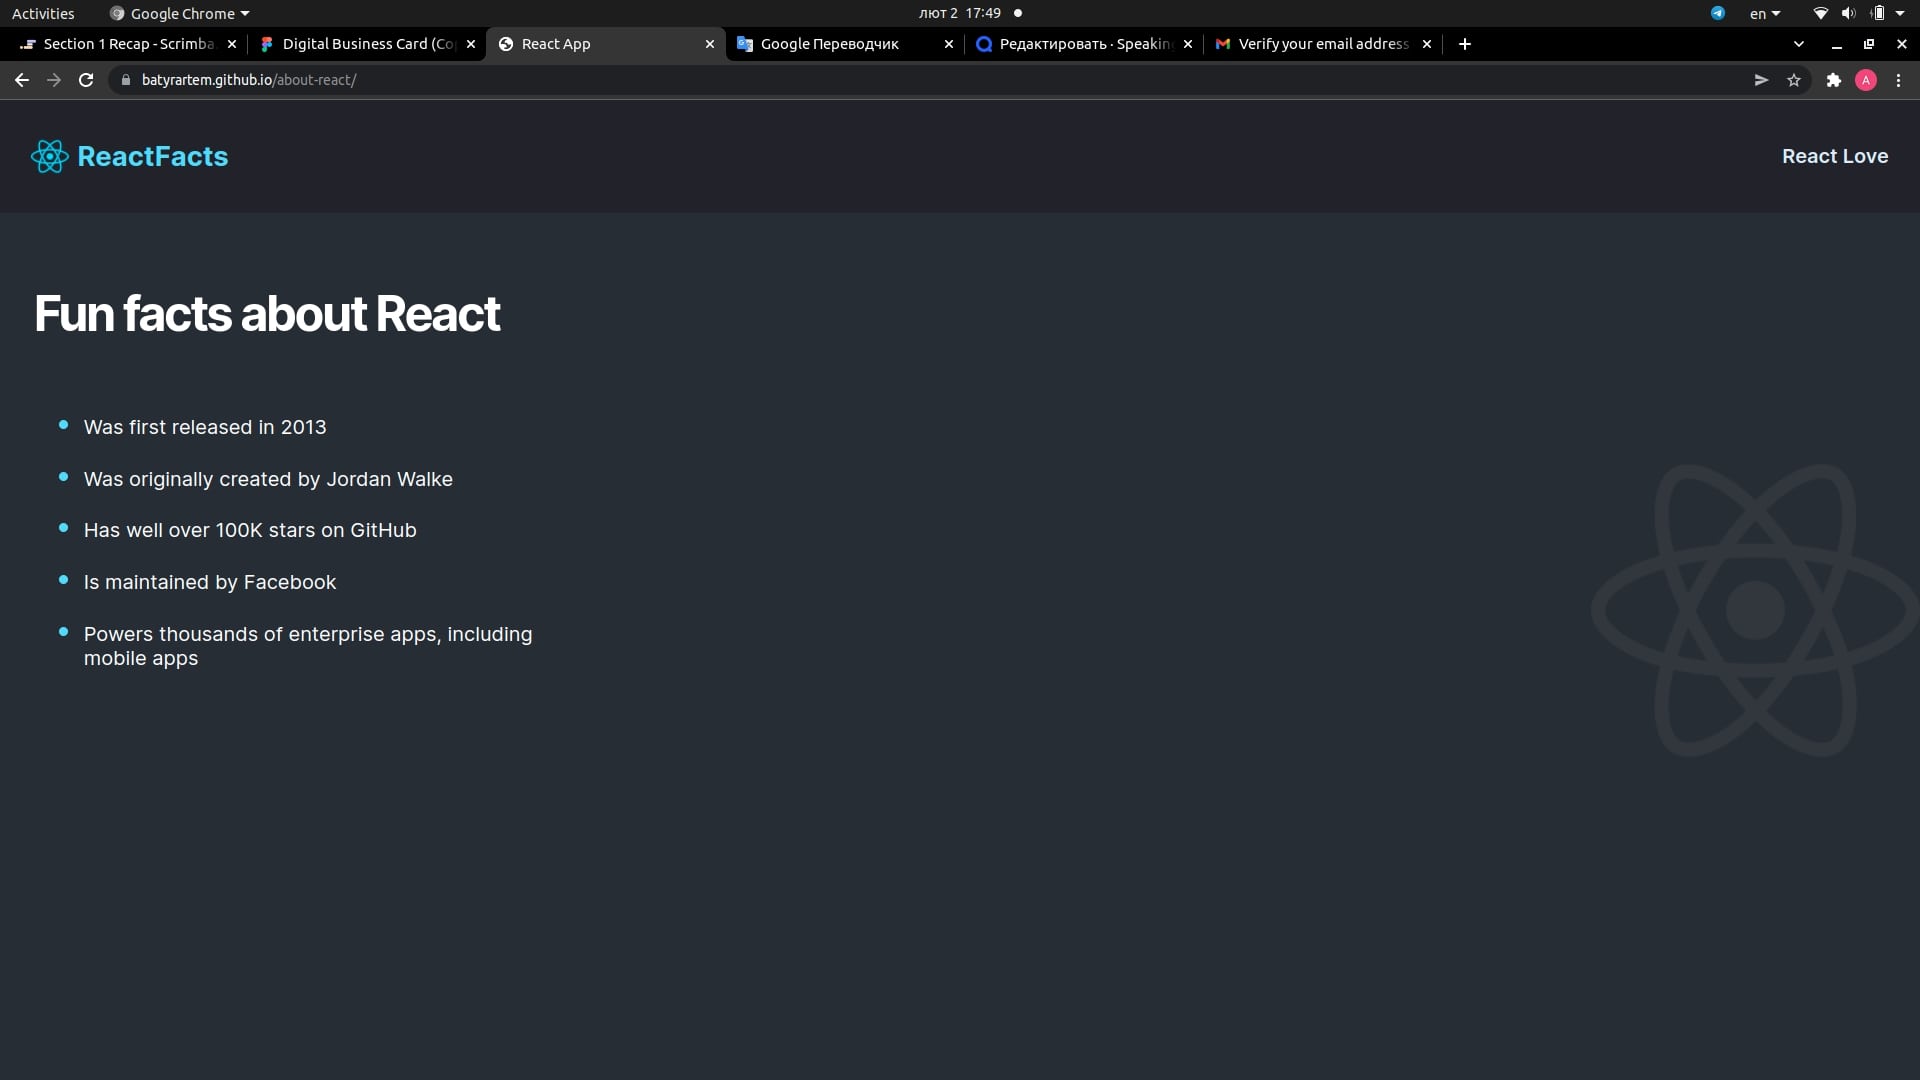 Activities Google Chrome лют 2 17:49 en
Section 1 Recap - Scrimba Digital Business Card (Co React App Google Переводчик Редактировать · Speaking Verify your email address
batyrartem.github.io/about-react/ A
ReactFacts React Love
Fun facts about React
Was first released in 2013
Was originally created by Jordan Walke
Has well over 100K stars on GitHub
Is maintained by Facebook
Powers thousands of enterprise apps, including
mobile apps